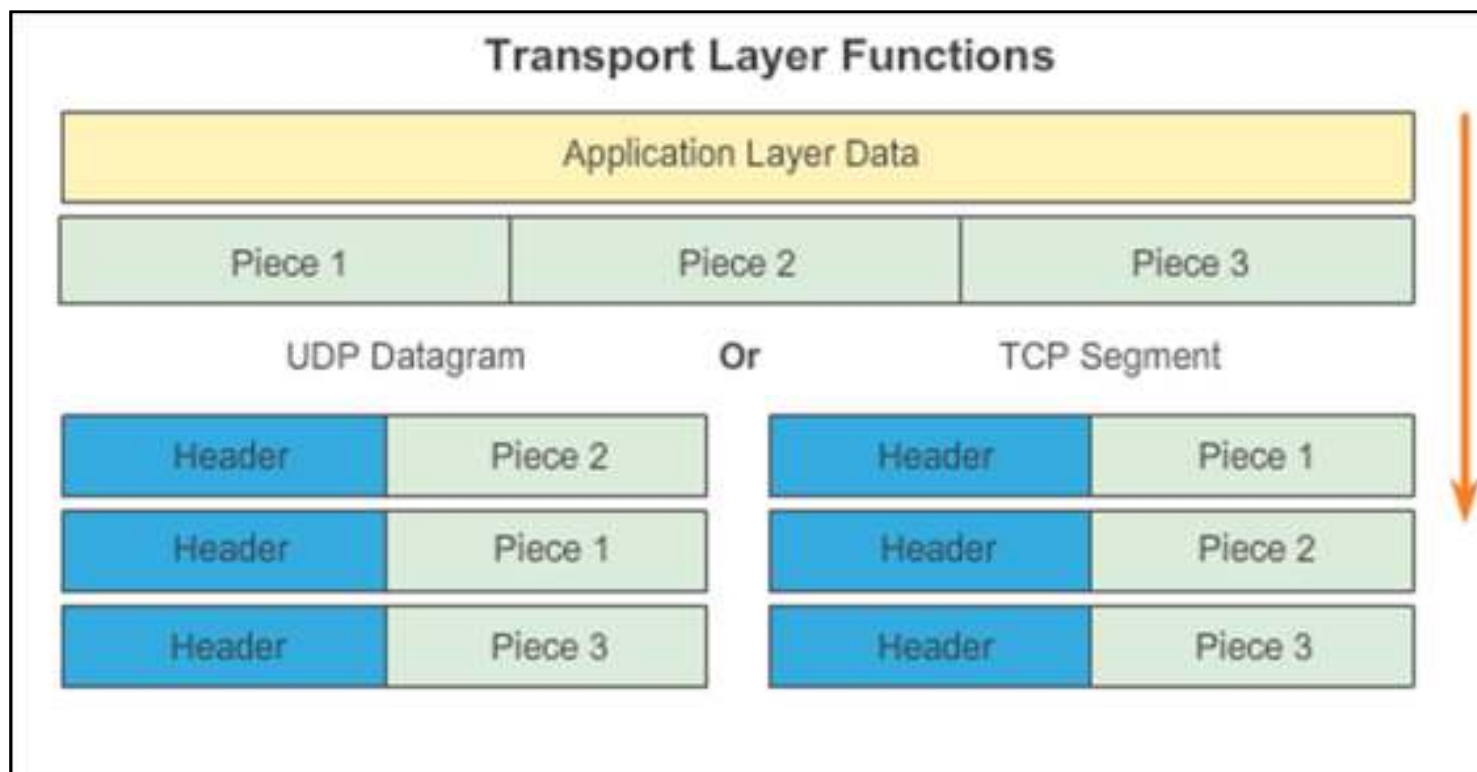 Transport Layer Functions
Application Layer Data
Piece 1 Piece 2 Piece 3
UDP Datagram Or TCP Segment
Header Piece 2 Header Piece 1
Header Piece 1 Header Piece 2
Header Piece 3 Header Piece 3